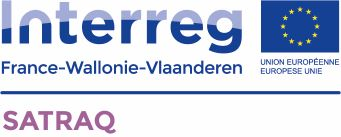 Interreg
France-Wallonie-Vlaanderen
UNION EUROPÉENNE
EUROPESE UNIE
SATRAQ